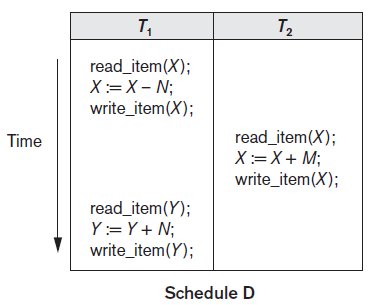 T₁ T₂
read_item(X);
X := X – N;
write_item(X);
Time
read_item(X);
X := X + M;
write_item(X);
read_item(Y);
Y := Y + N;
write_item(Y);
Schedule D